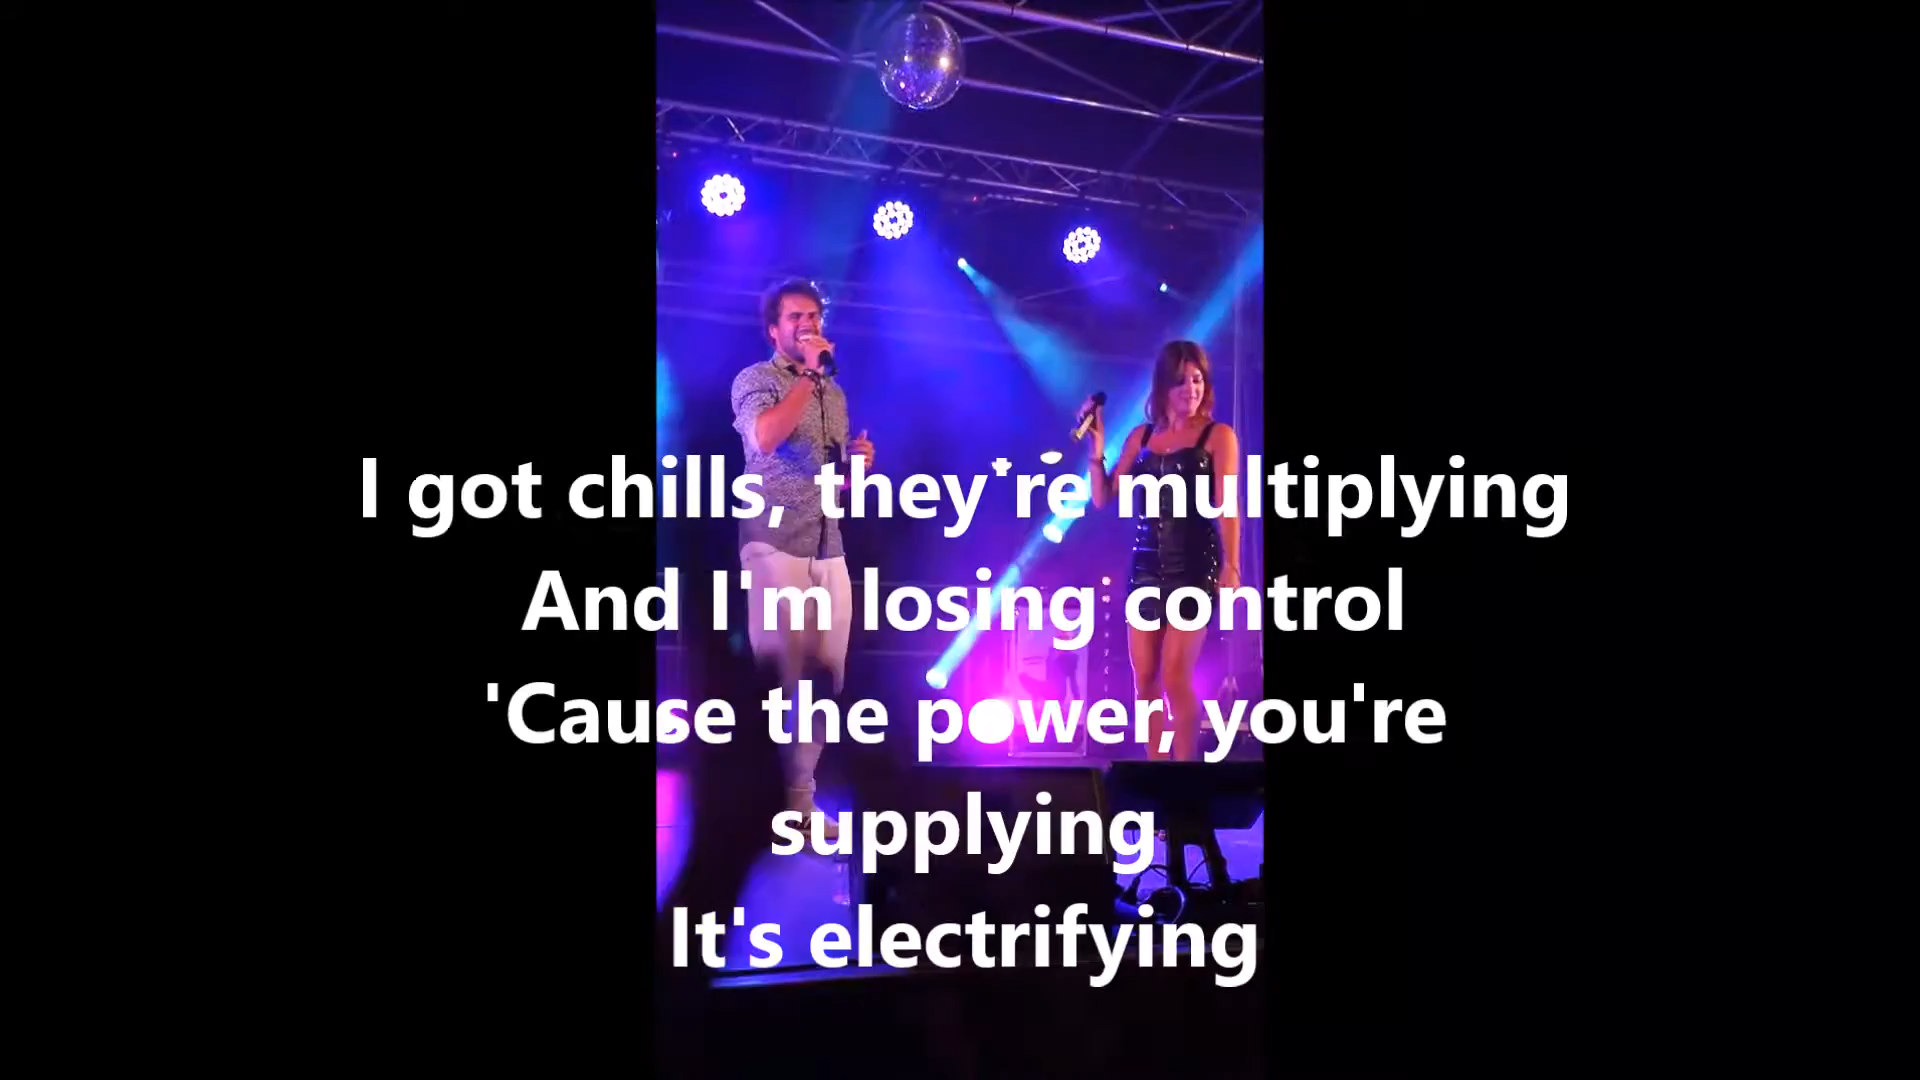 I got chills, they're multiplying
And I'm losing control
'Cause the power, you're
supplying
It's electrifying